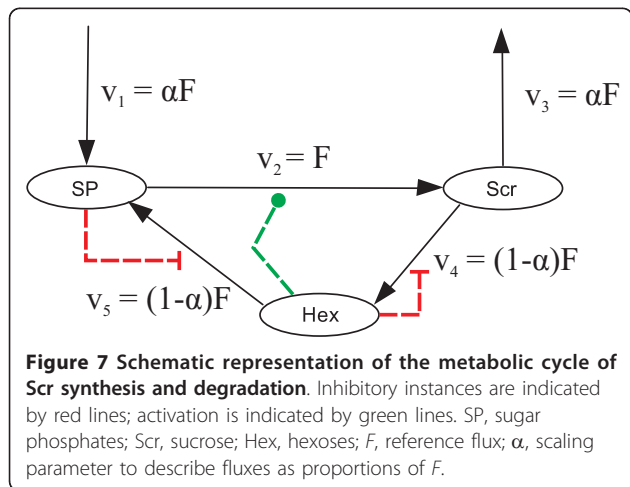 v₁ = αF
v₃ = αF
v₂ = F
SP
Scr
v₄ = (1-α)F
v₅ = (1-α)F
Hex
Figure 7 Schematic representation of the metabolic cycle of
Scr synthesis and degradation. Inhibitory instances are indicated
by red lines; activation is indicated by green lines. SP, sugar
phosphates; Scr, sucrose; Hex, hexoses; F, reference flux; α, scaling
parameter to describe fluxes as proportions of F.